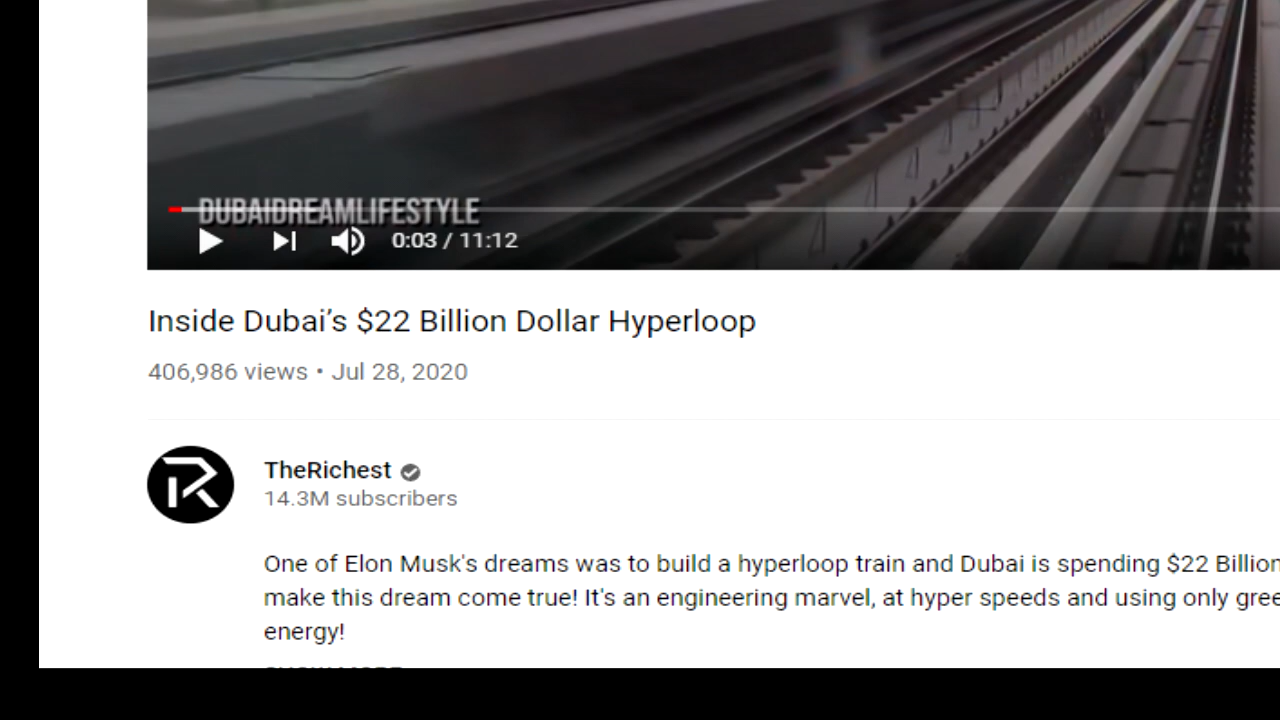 DUBAIDREAMLIFESTYLE
0:03 / 11:12
Inside Dubai’s $22 Billion Dollar Hyperloop
406,986 views • Jul 28, 2020
TheRichest
14.3M subscribers
One of Elon Musk's dreams was to build a hyperloop train and Dubai is spending $22 Billion
make this dream come true! It's an engineering marvel, at hyper speeds and using only
energy!